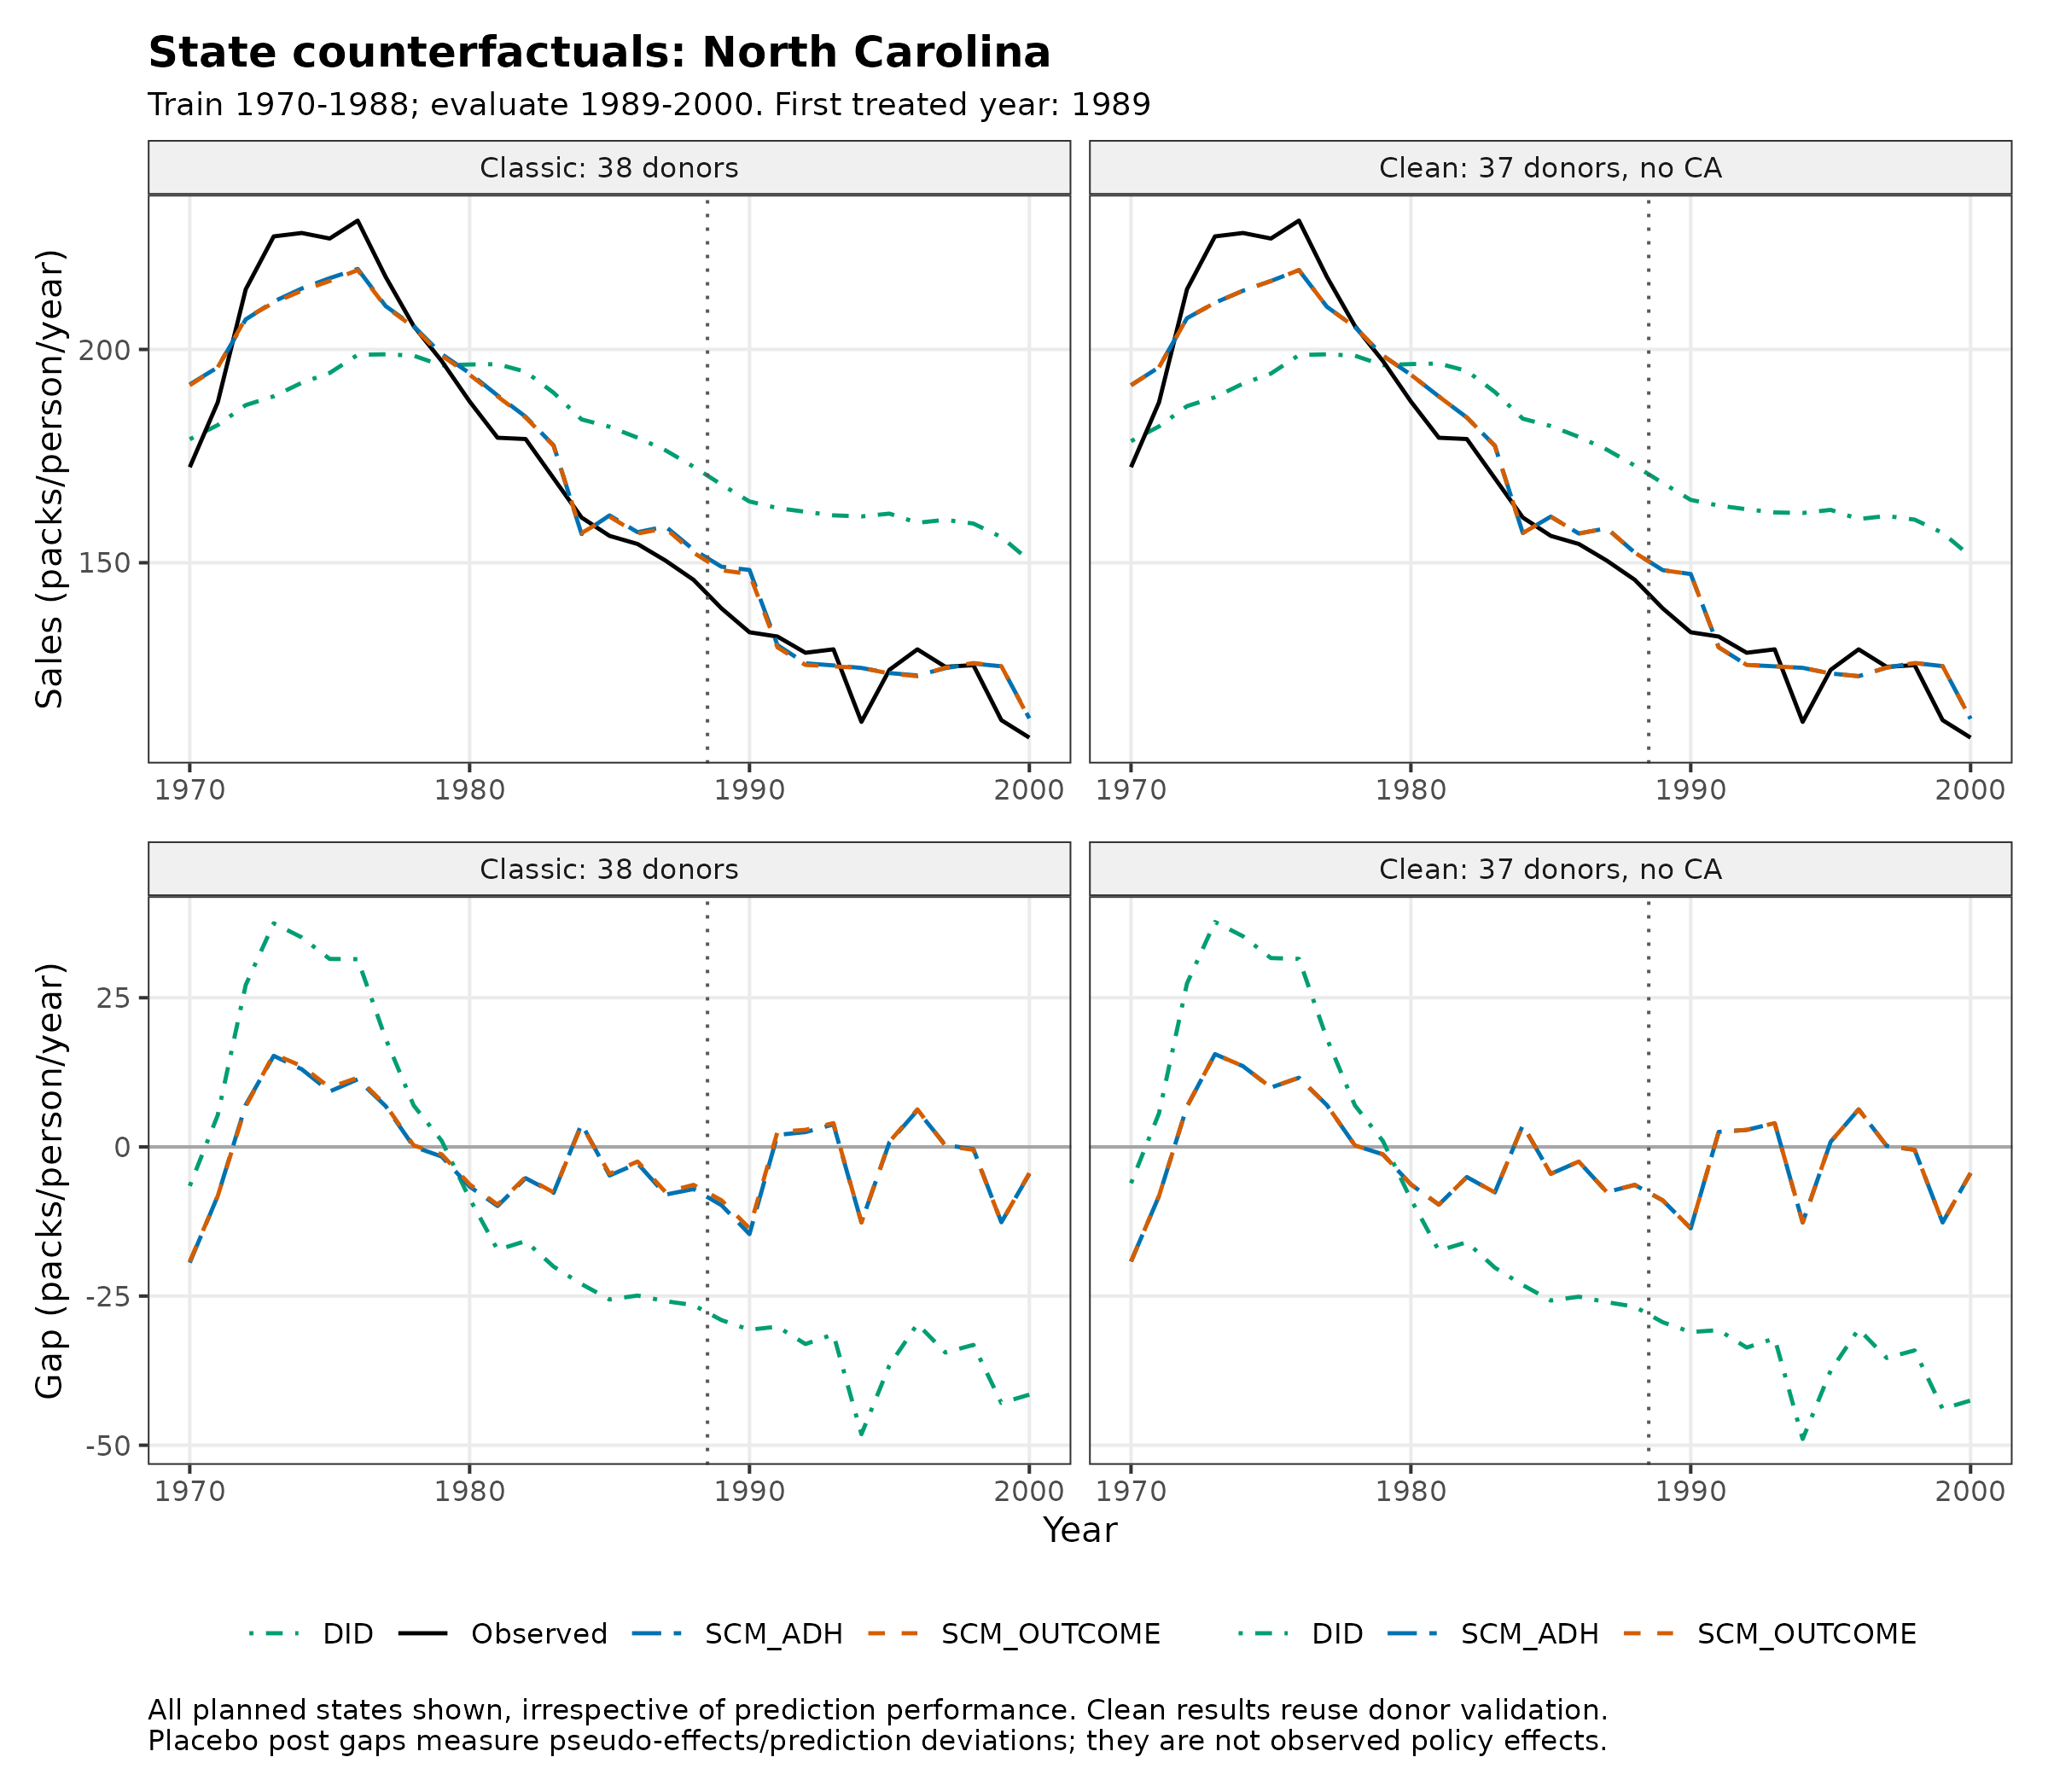 State counterfactuals: North Carolina
Train 1970-1988; evaluate 1989-2000. First treated year: 1989
Classic: 38 donors
Clean: 37 donors, no CA
Sales (packs/person/year)
200
150
1970
1980
1990
2000
1970
1980
1990
2000
Classic: 38 donors
Clean: 37 donors, no CA
Gap (packs/person/year)
25
0
-25
-50
1970
1980
1990
2000
1970
1980
1990
2000
Year
DID
Observed
SCM_ADH
SCM_OUTCOME
DID
SCM_ADH
SCM_OUTCOME
All planned states shown, irrespective of prediction performance. Clean results reuse donor validation.
Placebo post gaps measure pseudo-effects/prediction deviations; they are not observed policy effects.